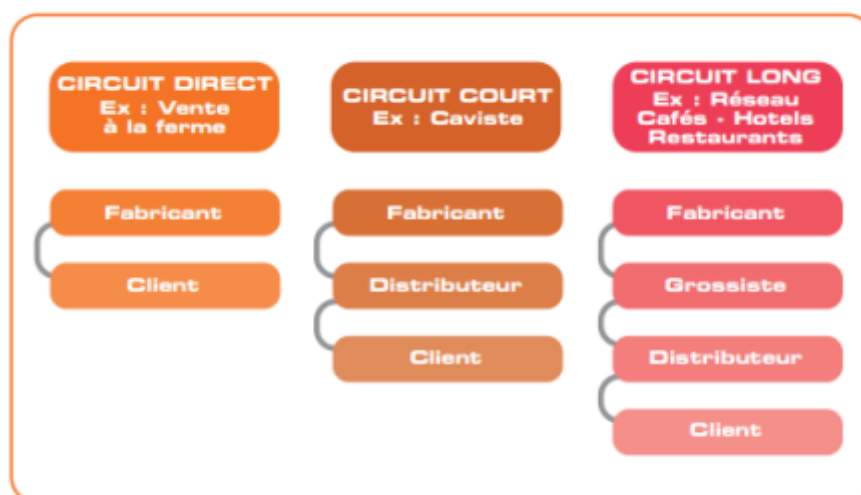 CIRCUIT DIRECT
Ex : Vente
à la ferme
Fabricant
Client
CIRCUIT COURT
Ex : Caviste
Fabricant
Distributeur
Client
CIRCUIT LONG
Ex : Réseau
Cafés - Hotels
Restaurants
Fabricant
Grossiste
Distributeur
Client